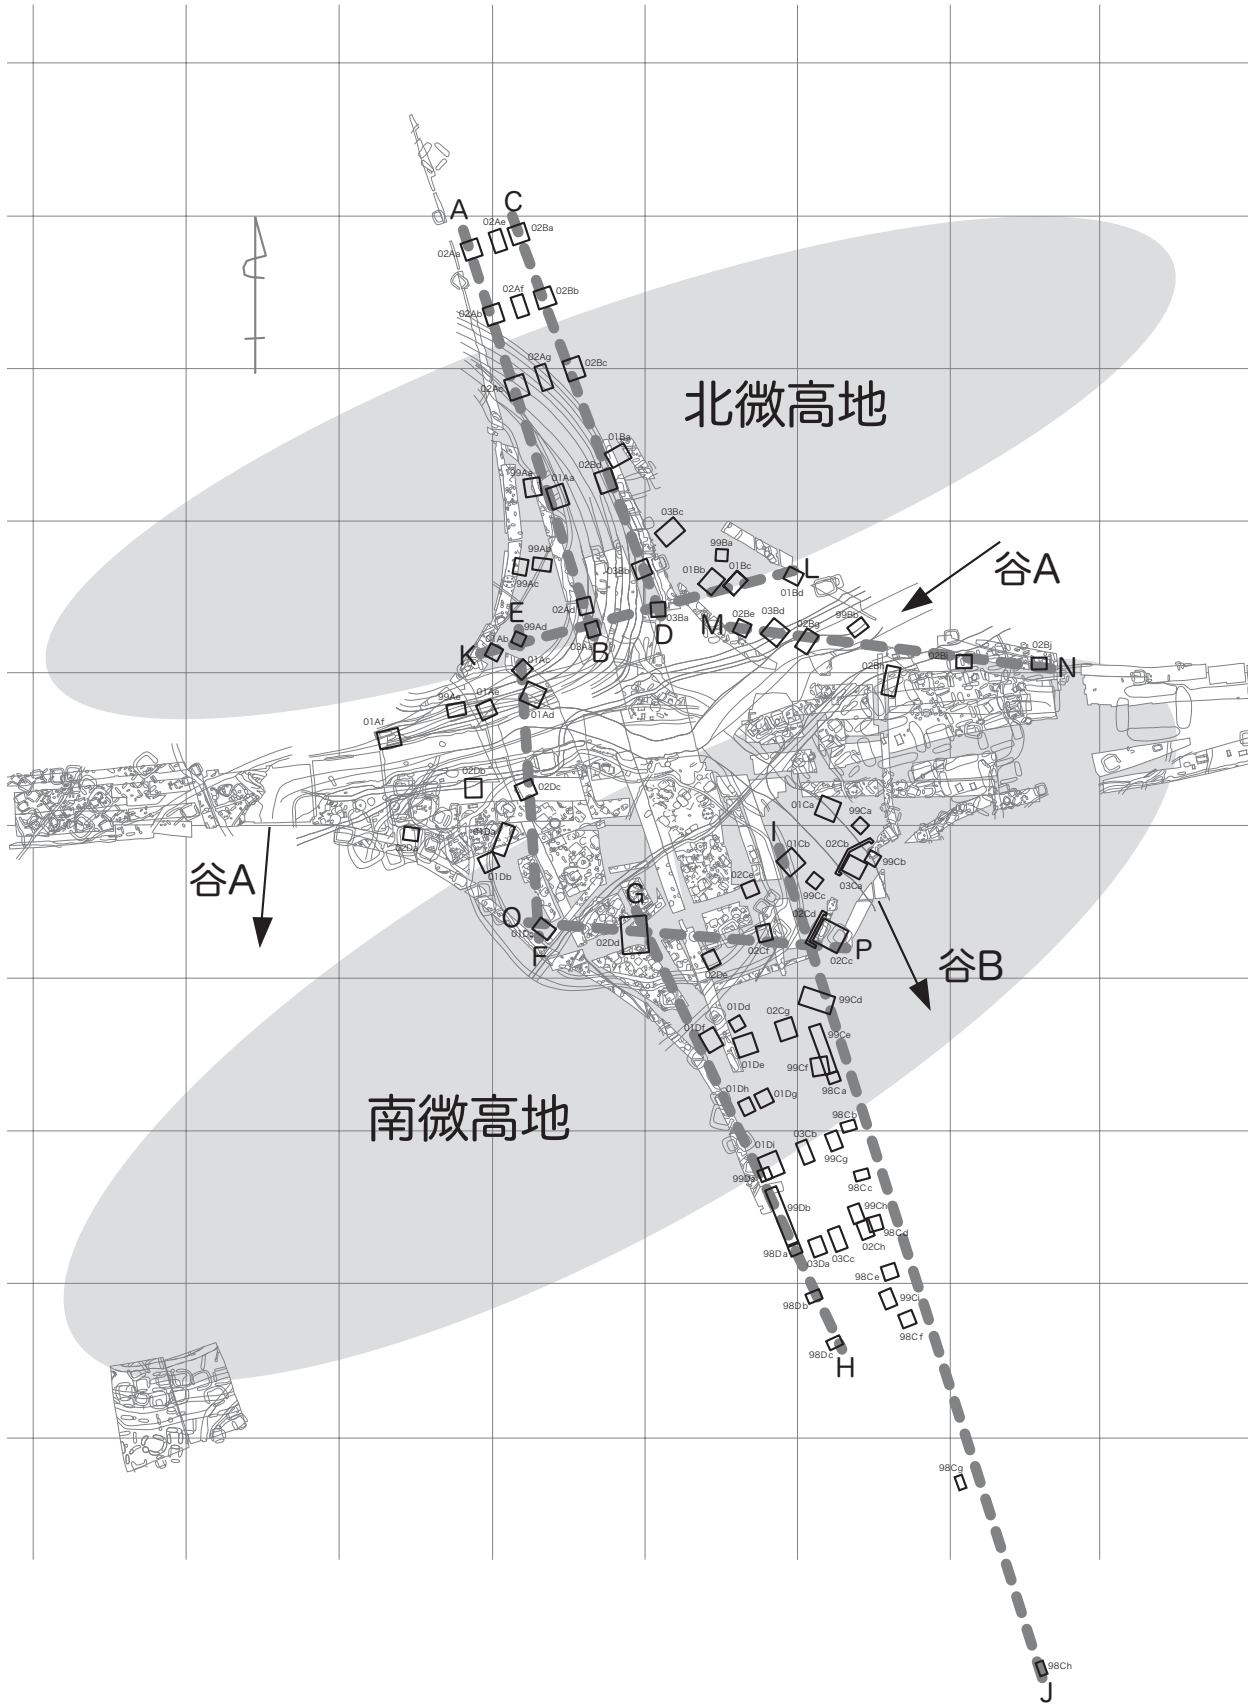 A
C
02Ae
02Ba
02Aa
02Af
02Bb
02Ab
02Ag
02Bc
02Ac
北微高地
01Ba
02Bd
99Aa
01Aa
03Bc
99Ba
99Ab
03Bb
01Bb
01Bc
L
谷A
99Ac
01Bd
E
02Ad
03Ba
02Be
03Bd
99Bb
M
02Bg
99Ad
D
K
01Ab
03Aa
B
02Bi
02Bj
N
01Ac
02Bh
99Ae
01Ae
01Ad
01Af
02Db
02Dc
01Ca
99Ca
01Da
I
01Cb
02Cb
02Da
99Cb
谷A
01Db
02Ce
99Cc
03Ca
G
O
02Cd
01Dc
F
02Dd
02Cf
P
02Cc
谷B
02De
99Cd
01Dd
02Cg
01Df
99Ce
01De
99Cf
98Ca
01Dh
01Dg
南微高地
98Cb
03Cb
01Di
99Cg
99Da
98Cc
99Db
99Ch
98Cd
98Da
03Da
03Cc
02Ch
98Ce
98Db
99Ci
98Cf
98Dc
H
98Cg
98Ch
J